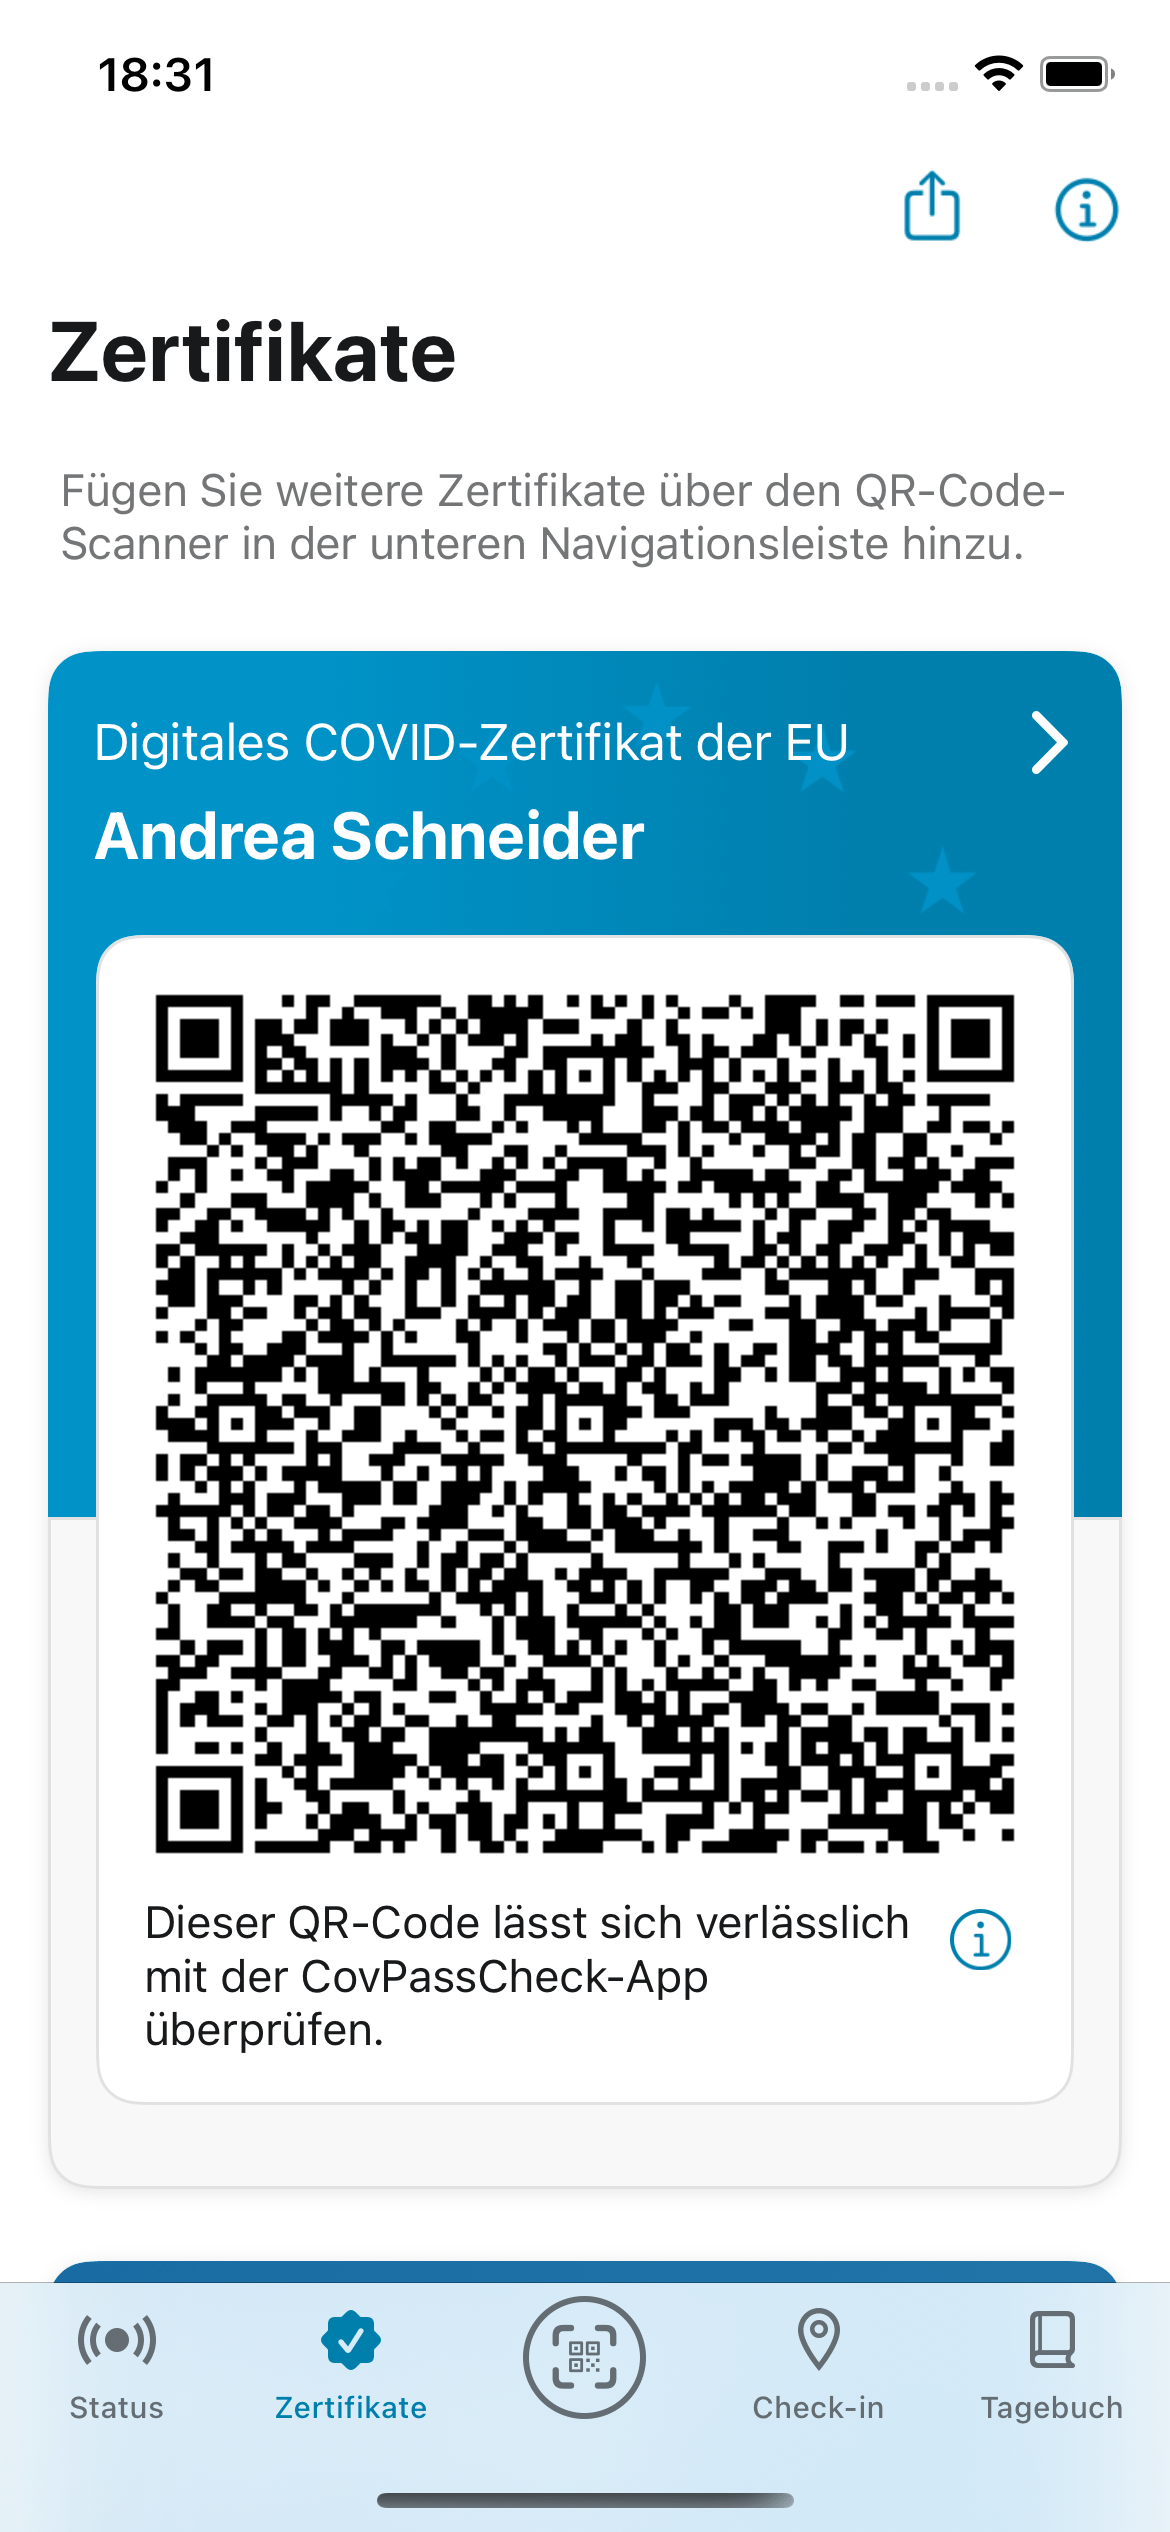 18:31
Zertifikate
Fügen Sie weitere Zertifikate über den QR-Code-
Scanner in der unteren Navigationsleiste hinzu.
Digitales COVID-Zertifikat der EU
Andrea Schneider
Dieser QR-Code lässt sich verlässlich
mit der CovPassCheck-App
überprüfen.
Status
Zertifikate
Check-in
Tagebuch